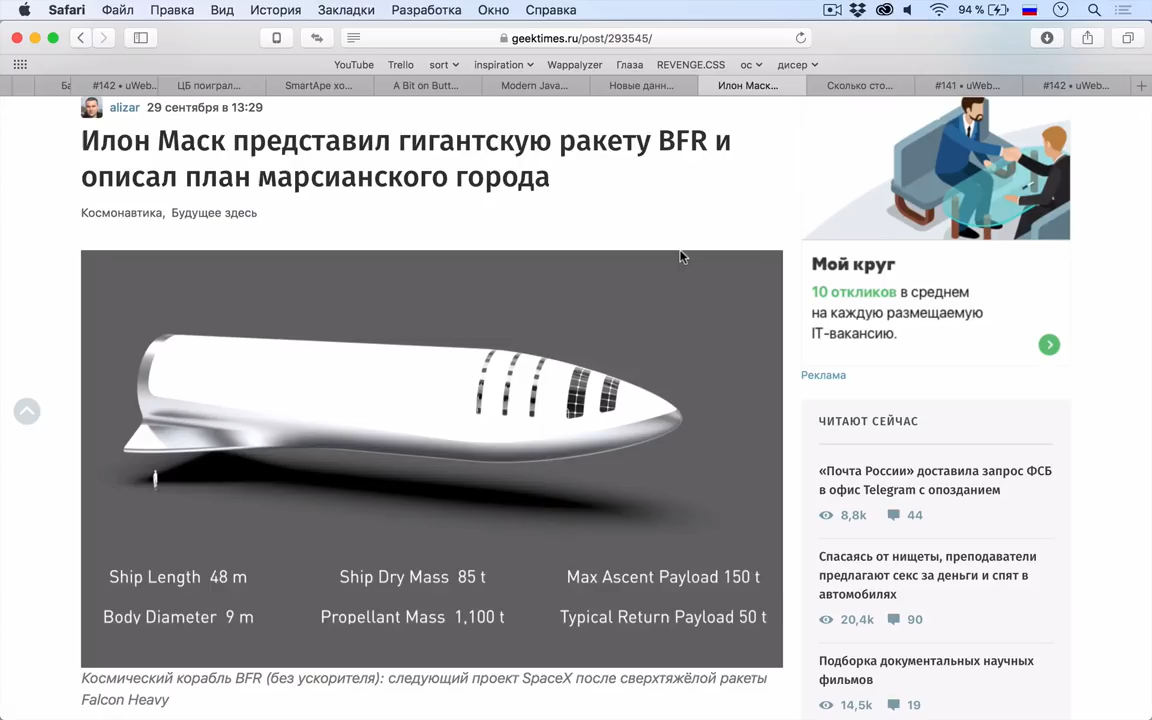 Safari Файл Правка Вид История Закладки Разработка Окно Справка 94 %
geektimes.ru/post/293545/
YouTube Trello sort inspiration Wappalyzer Глаза REVENGE.CSS ос дисер
Ба #142 • uWeb... ЦБ поиграл... SmartApe хо... A Bit on Butt... Modern Java... Новые данн... Илон Маск... Сколько сто... #141 • uWeb... #142 • uWeb...
alizar 29 сентября в 13:29
Илон Маск представил гигантскую ракету BFR и
описал план марсианского города
Космонавтика, Будущее здесь
Ship Length 48 m Ship Dry Mass 85 t Max Ascent Payload 150 t
Body Diameter 9 m Propellant Mass 1,100 t Typical Return Payload 50 t
Космический корабль BFR (без ускорителя): следующий проект SpaceX после сверхтяжёлой ракеты
Falcon Heavy
Мой круг
10 откликов в среднем
на каждую размещаемую
IT-вакансию.
Реклама
ЧИТАЮТ СЕЙЧАС
«Почта России» доставила запрос ФСБ
в офис Telegram с опозданием
8,8k 44
Спасаясь от нищеты, преподаватели
предлагают секс за деньги и спят в
автомобилях
20,4k 90
Подборка документальных научных
фильмов
14,5k 19